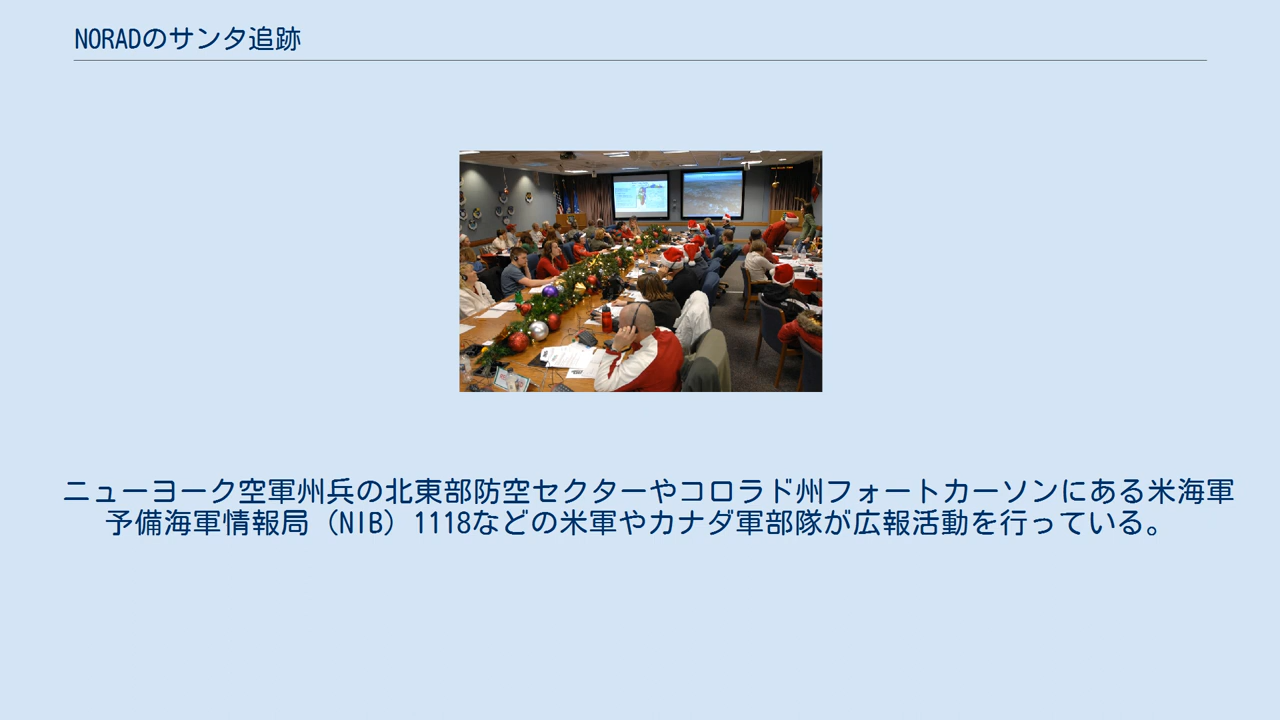 NORADのサンタ追跡
ニューヨーク空軍州兵の北東部防空セクターやコロラド州フォートカーソンにある米海軍
予備海軍情報局（NIB）1118などの米軍やカナダ軍部隊が広報活動を行っている。